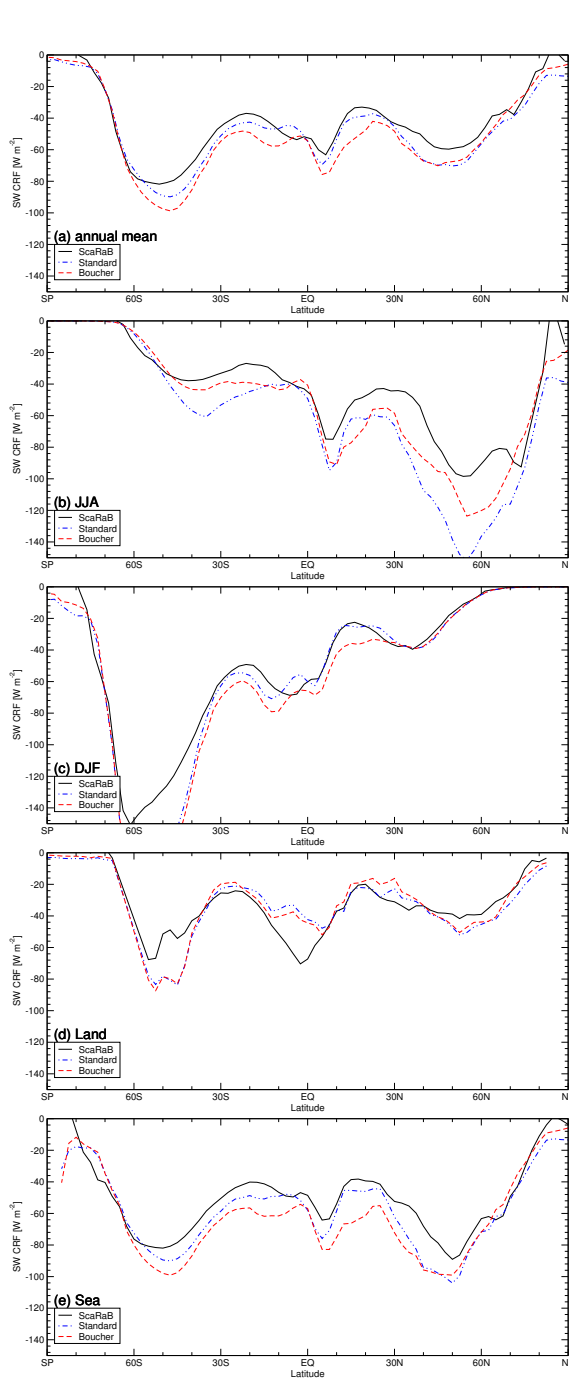 0
-20
-40
-60
-80
-100
-120
-140
SW CRF [W m-2]
(a) annual mean
ScaRaB
Standard
Boucher
SP 60S 30S EQ 30N 60N N
Latitude
0
-20
-40
-60
-80
-100
-120
-140
SW CRF [W m-2]
(b) JJA
ScaRaB
Standard
Boucher
SP 60S 30S EQ 30N 60N N
Latitude
0
-20
-40
-60
-80
-100
-120
-140
SW CRF [W m-2]
(c) DJF
ScaRaB
Standard
Boucher
SP 60S 30S EQ 30N 60N N
Latitude
0
-20
-40
-60
-80
-100
-120
-140
SW CRF [W m-2]
(d) Land
ScaRaB
Standard
Boucher
SP 60S 30S EQ 30N 60N N
Latitude
0
-20
-40
-60
-80
-100
-120
-140
SW CRF [W m-2]
(e) Sea
ScaRaB
Standard
Boucher
SP 60S 30S EQ 30N 60N N
Latitude